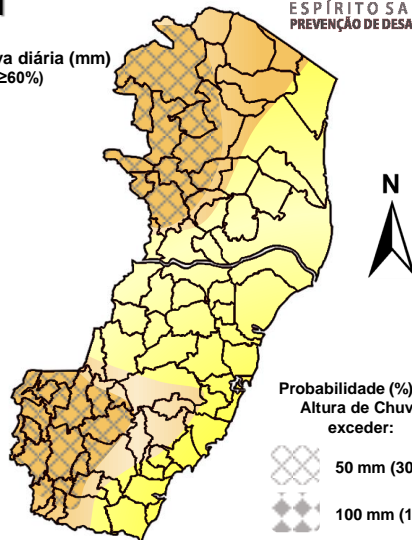 ESPÍRITO SA
PREVENÇÃO DE DESA
va diária (mm)
≥60%)
N
Probabilidade (%)
Altura de Chuv
exceder:
50 mm (30
100 mm (1